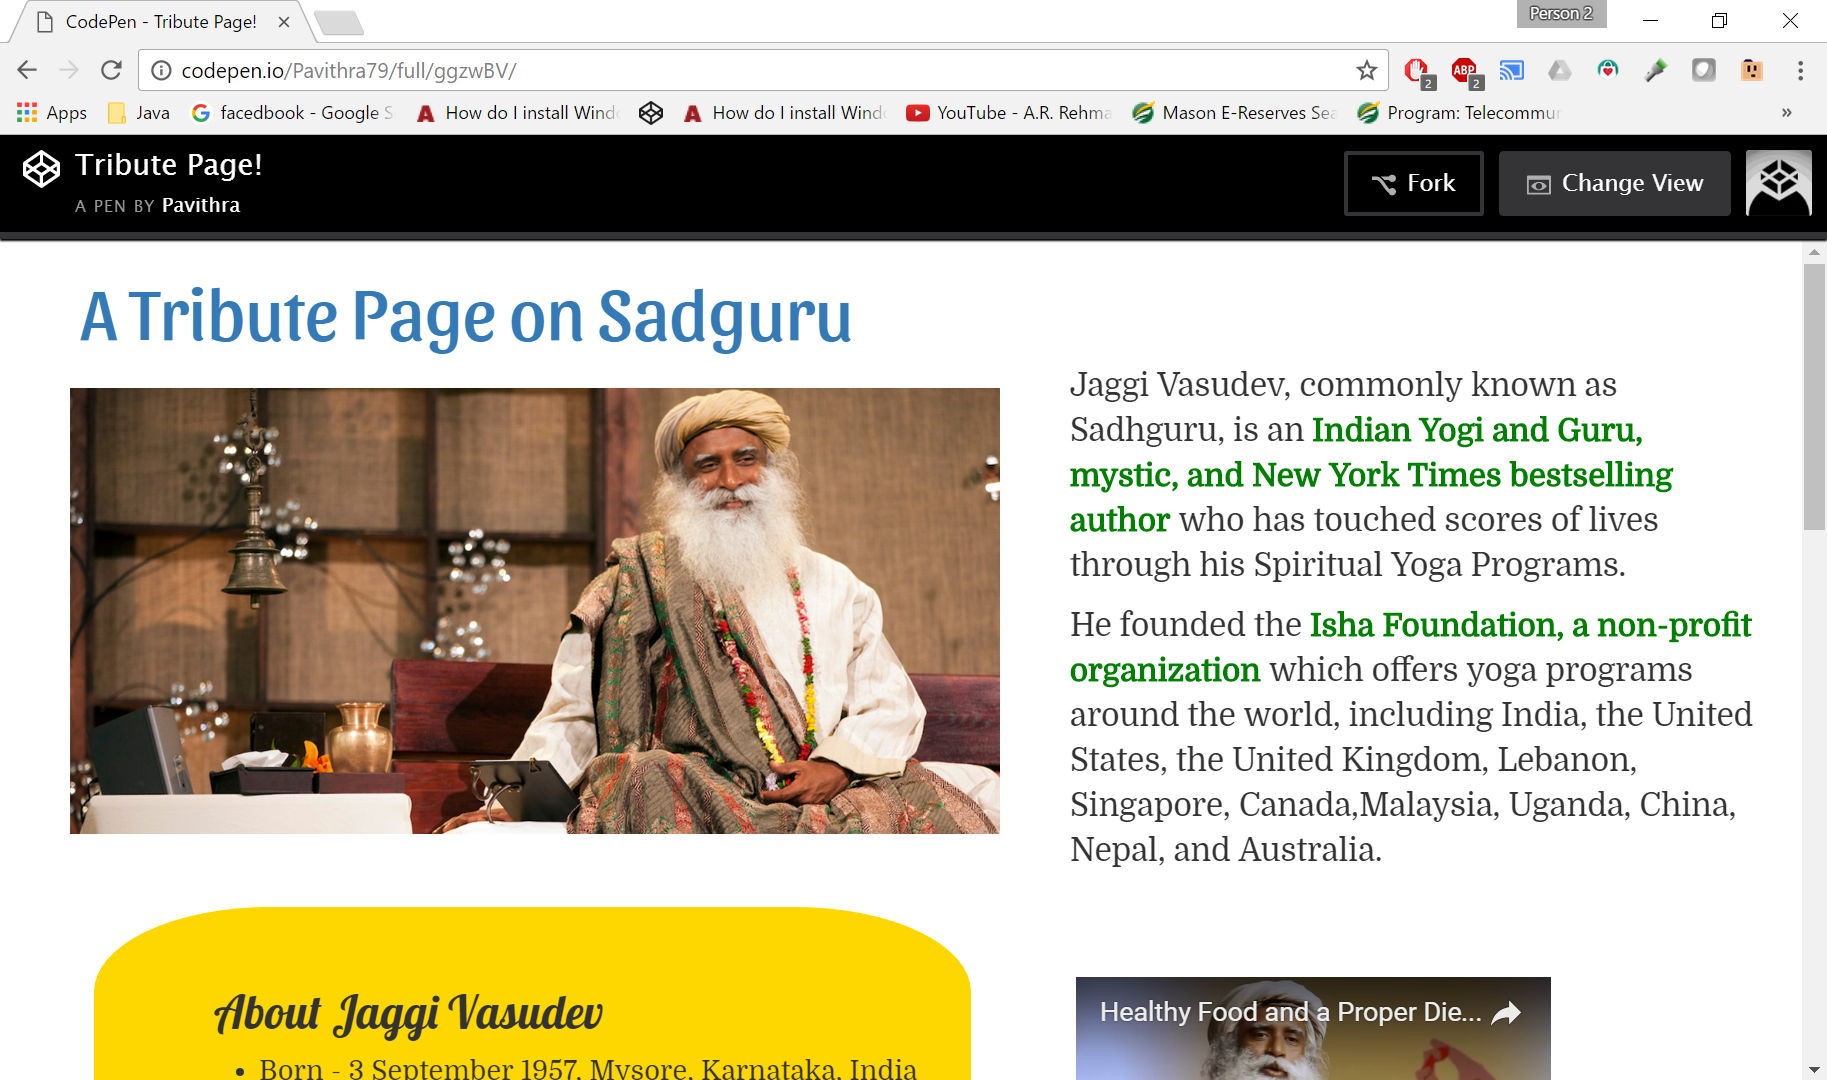 CodePen - Tribute Page!
Person 2
codepen.io/Pavithra79/full/ggzwBV/
2
ABP
2
Apps
Java
facedbook - Google S
How do I install Wind
How do I install Wind
YouTube - A.R. Rehma
Mason E-Reserves Sea
Program: Telecommur
»
Tribute Page!
A PEN BY Pavithra
Fork
Change View
A Tribute Page on Sadguru
Jaggi Vasudev, commonly known as
Sadhguru, is an Indian Yogi and Guru,
mystic, and New York Times bestselling
author who has touched scores of lives
through his Spiritual Yoga Programs.
He founded the Isha Foundation, a non-profit
organization which offers yoga programs
around the world, including India, the United
States, the United Kingdom, Lebanon,
Singapore, Canada,Malaysia, Uganda, China,
Nepal, and Australia.
About Jaggi Vasudev
• Born - 3 September 1957, Mysore, Karnataka, India
Healthy Food and a Proper Die...